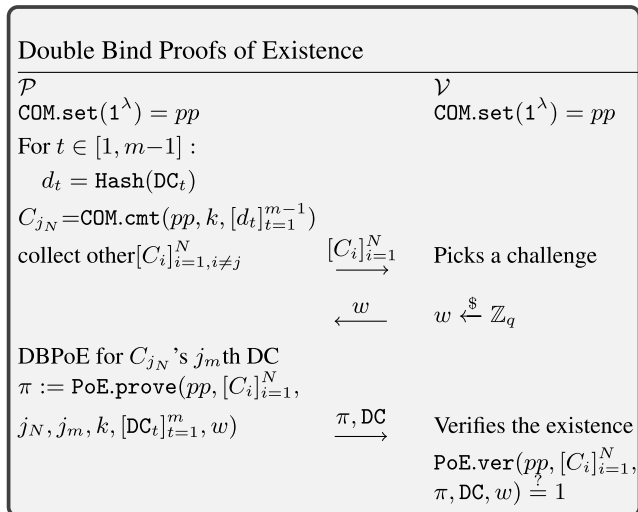 Double Bind Proofs of Existence
𝒫 𝒱
COM.set(1^λ) = pp COM.set(1^λ) = pp
For t ∈ [1, m−1] :
d_t = Hash(DC_t)
C_{j_N} =COM.cmt(pp, k, [d_t]_{t=1}^{m−1})
collect other[C_i]_{i=1,i≠j}^N [C_i]_{i=1}^N → Picks a challenge
w ← w ←$ ℤ_q
DBPoE for C_{j_N}'s j_mth DC
π := PoE.prove(pp, [C_i]_{i=1}^N,
j_N, j_m, k, [DC_t]_{t=1}^m, w) π, DC → Verifies the existence
PoE.ver(pp, [C_i]_{i=1}^N,
π, DC, w) ≟ 1